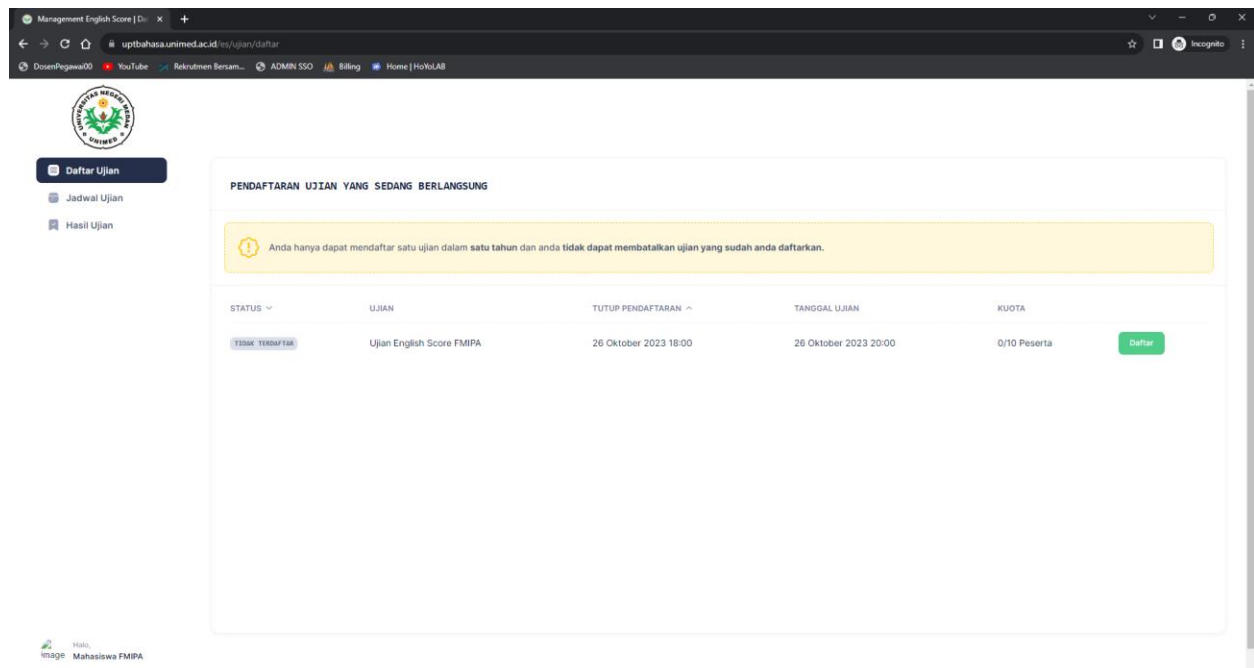 Management English Score | Da
uptbahasa.unimed.ac.id/es/ujian/daftar
Incognito
DosenPegawai00 YouTube Rekrutmen Bersam... ADMIN SSO Billing Home | HoYoLAB
UNIVERSITAS NEGERI MEDAN
UNIMED
Daftar Ujian
Jadwal Ujian
Hasil Ujian
PENDAFTARAN UJIAN YANG SEDANG BERLANGSUNG
Anda hanya dapat mendaftar satu ujian dalam satu tahun dan anda tidak dapat membatalkan ujian yang sudah anda daftarkan.
STATUS UJIAN TUTUP PENDAFTARAN TANGGAL UJIAN KUOTA
TIDAK TERDAFTAR Ujian English Score FMIPA 26 Oktober 2023 18:00 26 Oktober 2023 20:00 0/10 Peserta Daftar
Halo,
image Mahasiswa FMIPA